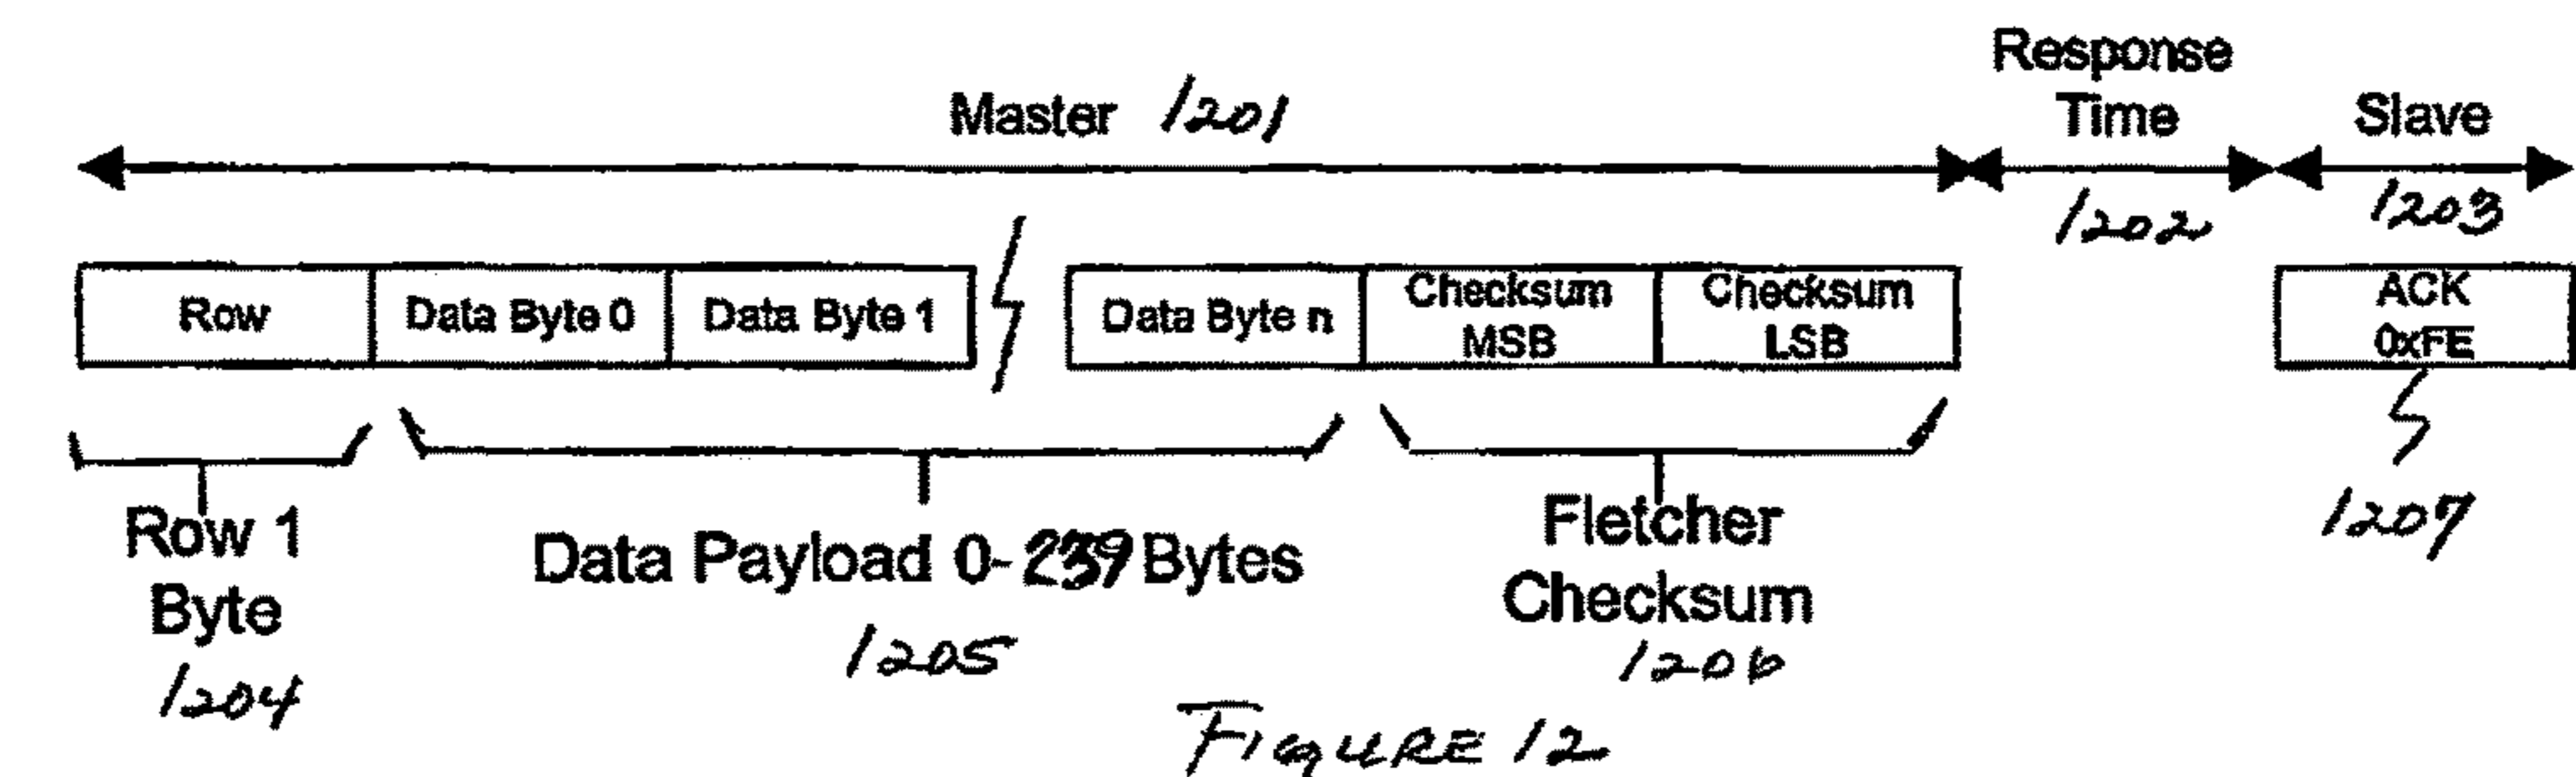 Response
Time
Master 1201
Slave
1202
1203
Row
Data Byte 0
Data Byte 1
Data Byte n
Checksum
MSB
Checksum
LSB
ACK
0xFE
Row 1
Byte
1204
Data Payload 0-239 Bytes
1205
Fletcher
Checksum
1206
1207
FIGURE 12